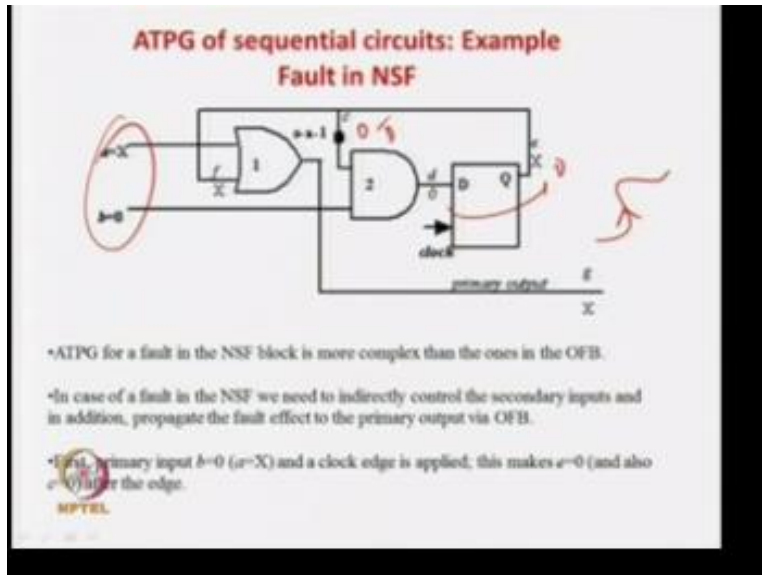 ATPG of sequential circuits: Example
Fault in NSF
s-a-1
0/1
a=X
1
f
X
b=0
2
d
0
D
Q
e
X
0
clock
primary output
g
X
•ATPG for a fault in the NSF block is more complex than the ones in the OFB.
•In case of a fault in the NSF we need to indirectly control the secondary inputs and
in addition, propagate the fault effect to the primary output via OFB.
•First, primary input b=0 (a=X) and a clock edge is applied; this makes e=0 (and also
c=0) after the edge.
NPTEL